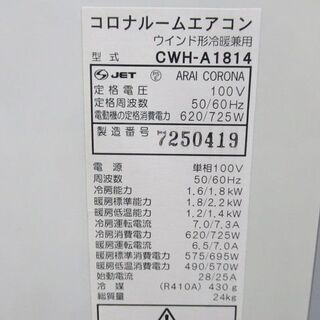 コロナルームエアコン
ウインド形冷暖兼用
型式 CWH-A1814
JET ARAI CORONA
定格電圧 100V
定格周波数 50/60Hz
電動機の定格消費電力 620/725W
製造番号 7250419
電源 単相100V
周波数 50/60Hz
冷房能力 1.6/1.8kW
暖房標準能力 1.8/2.2kW
暖房低温能力 1.2/1.4kW
冷房運転電流 7.0/7.3A
冷房消費電力 620/725W
暖房運転電流 6.5/7.0A
暖房標準消費電力 575/695W
暖房低温消費電力 490/570W
始動電流 28/25A
冷媒 (R410A) 430g
総質量 24kg